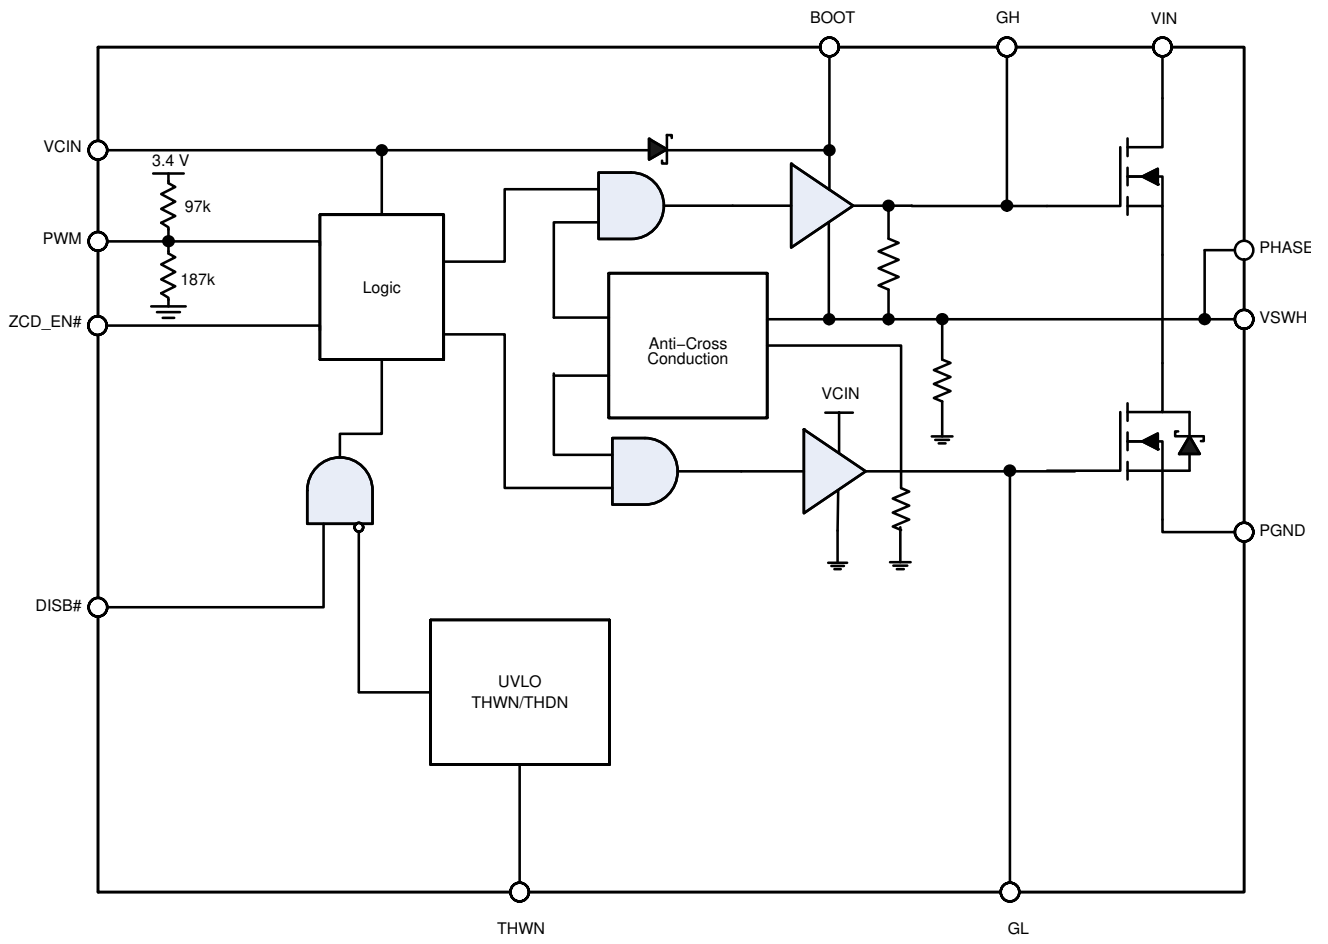 BOOT
GH
VIN
VCIN
3.4 V
97k
PWM
187k
ZCD_EN#
Logic
Anti–Cross
Conduction
PHASE
VSWH
VCIN
PGND
DISB#
UVLO
THWN/THDN
THWN
GL